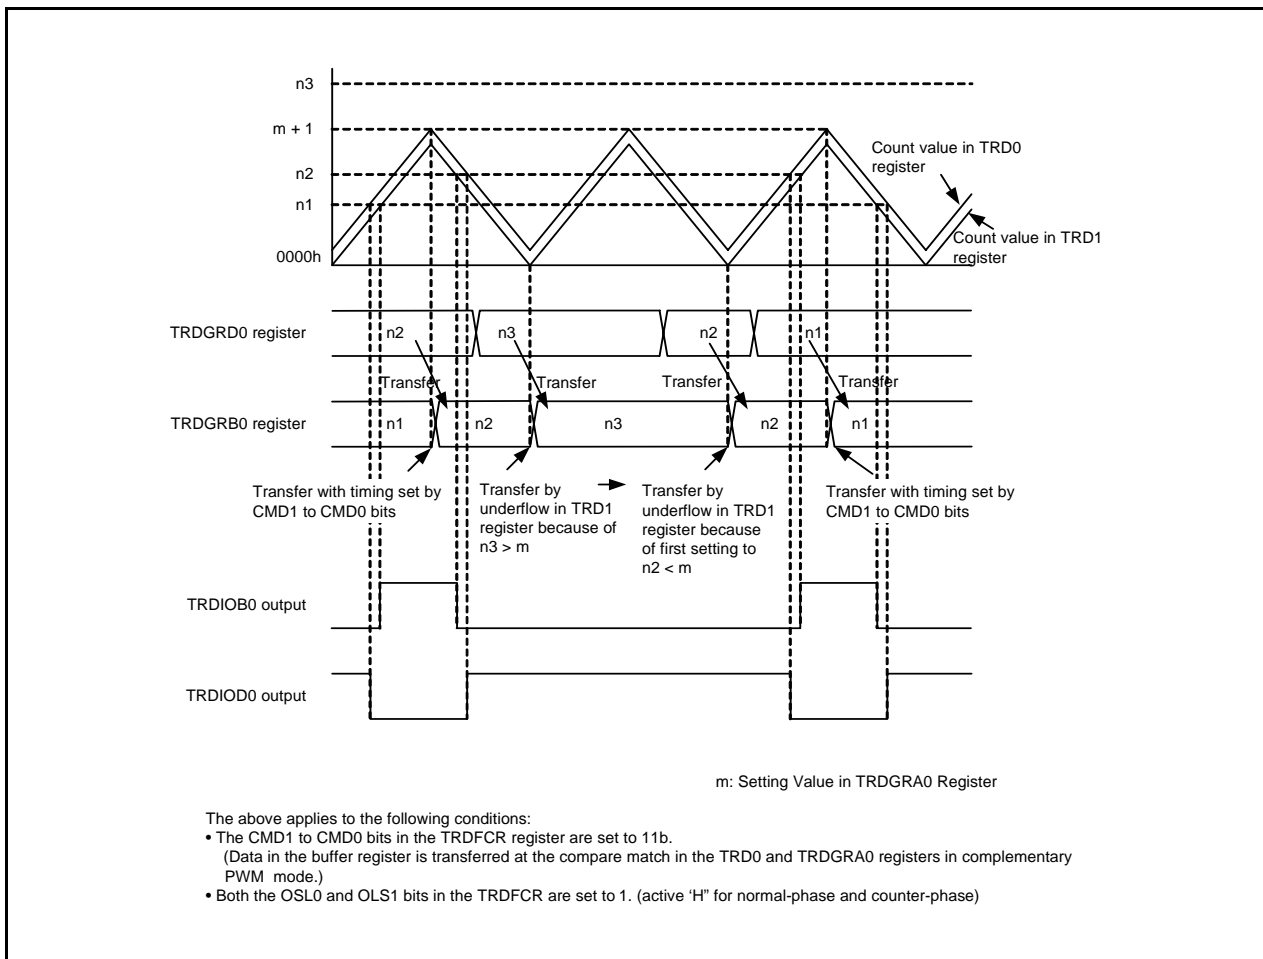 n3
m + 1
n2
n1
0000h
Count value in TRD0
register
Count value in TRD1
register
TRDGRD0 register
n2
n3
n2
n1
Transfer
Transfer
Transfer
Transfer
TRDGRB0 register
n1
n2
n3
n2
n1
Transfer with timing set by
CMD1 to CMD0 bits
Transfer by
underflow in TRD1
register because of
n3 > m
Transfer by
underflow in TRD1
register because
of first setting to
n2 < m
Transfer with timing set by
CMD1 to CMD0 bits
TRDIOB0 output
TRDIOD0 output
m: Setting Value in TRDGRA0 Register
The above applies to the following conditions:
• The CMD1 to CMD0 bits in the TRDFCR register are set to 11b.
(Data in the buffer register is transferred at the compare match in the TRD0 and TRDGRA0 registers in complementary
PWM mode.)
• Both the OSL0 and OLS1 bits in the TRDFCR are set to 1. (active ‘H” for normal-phase and counter-phase)